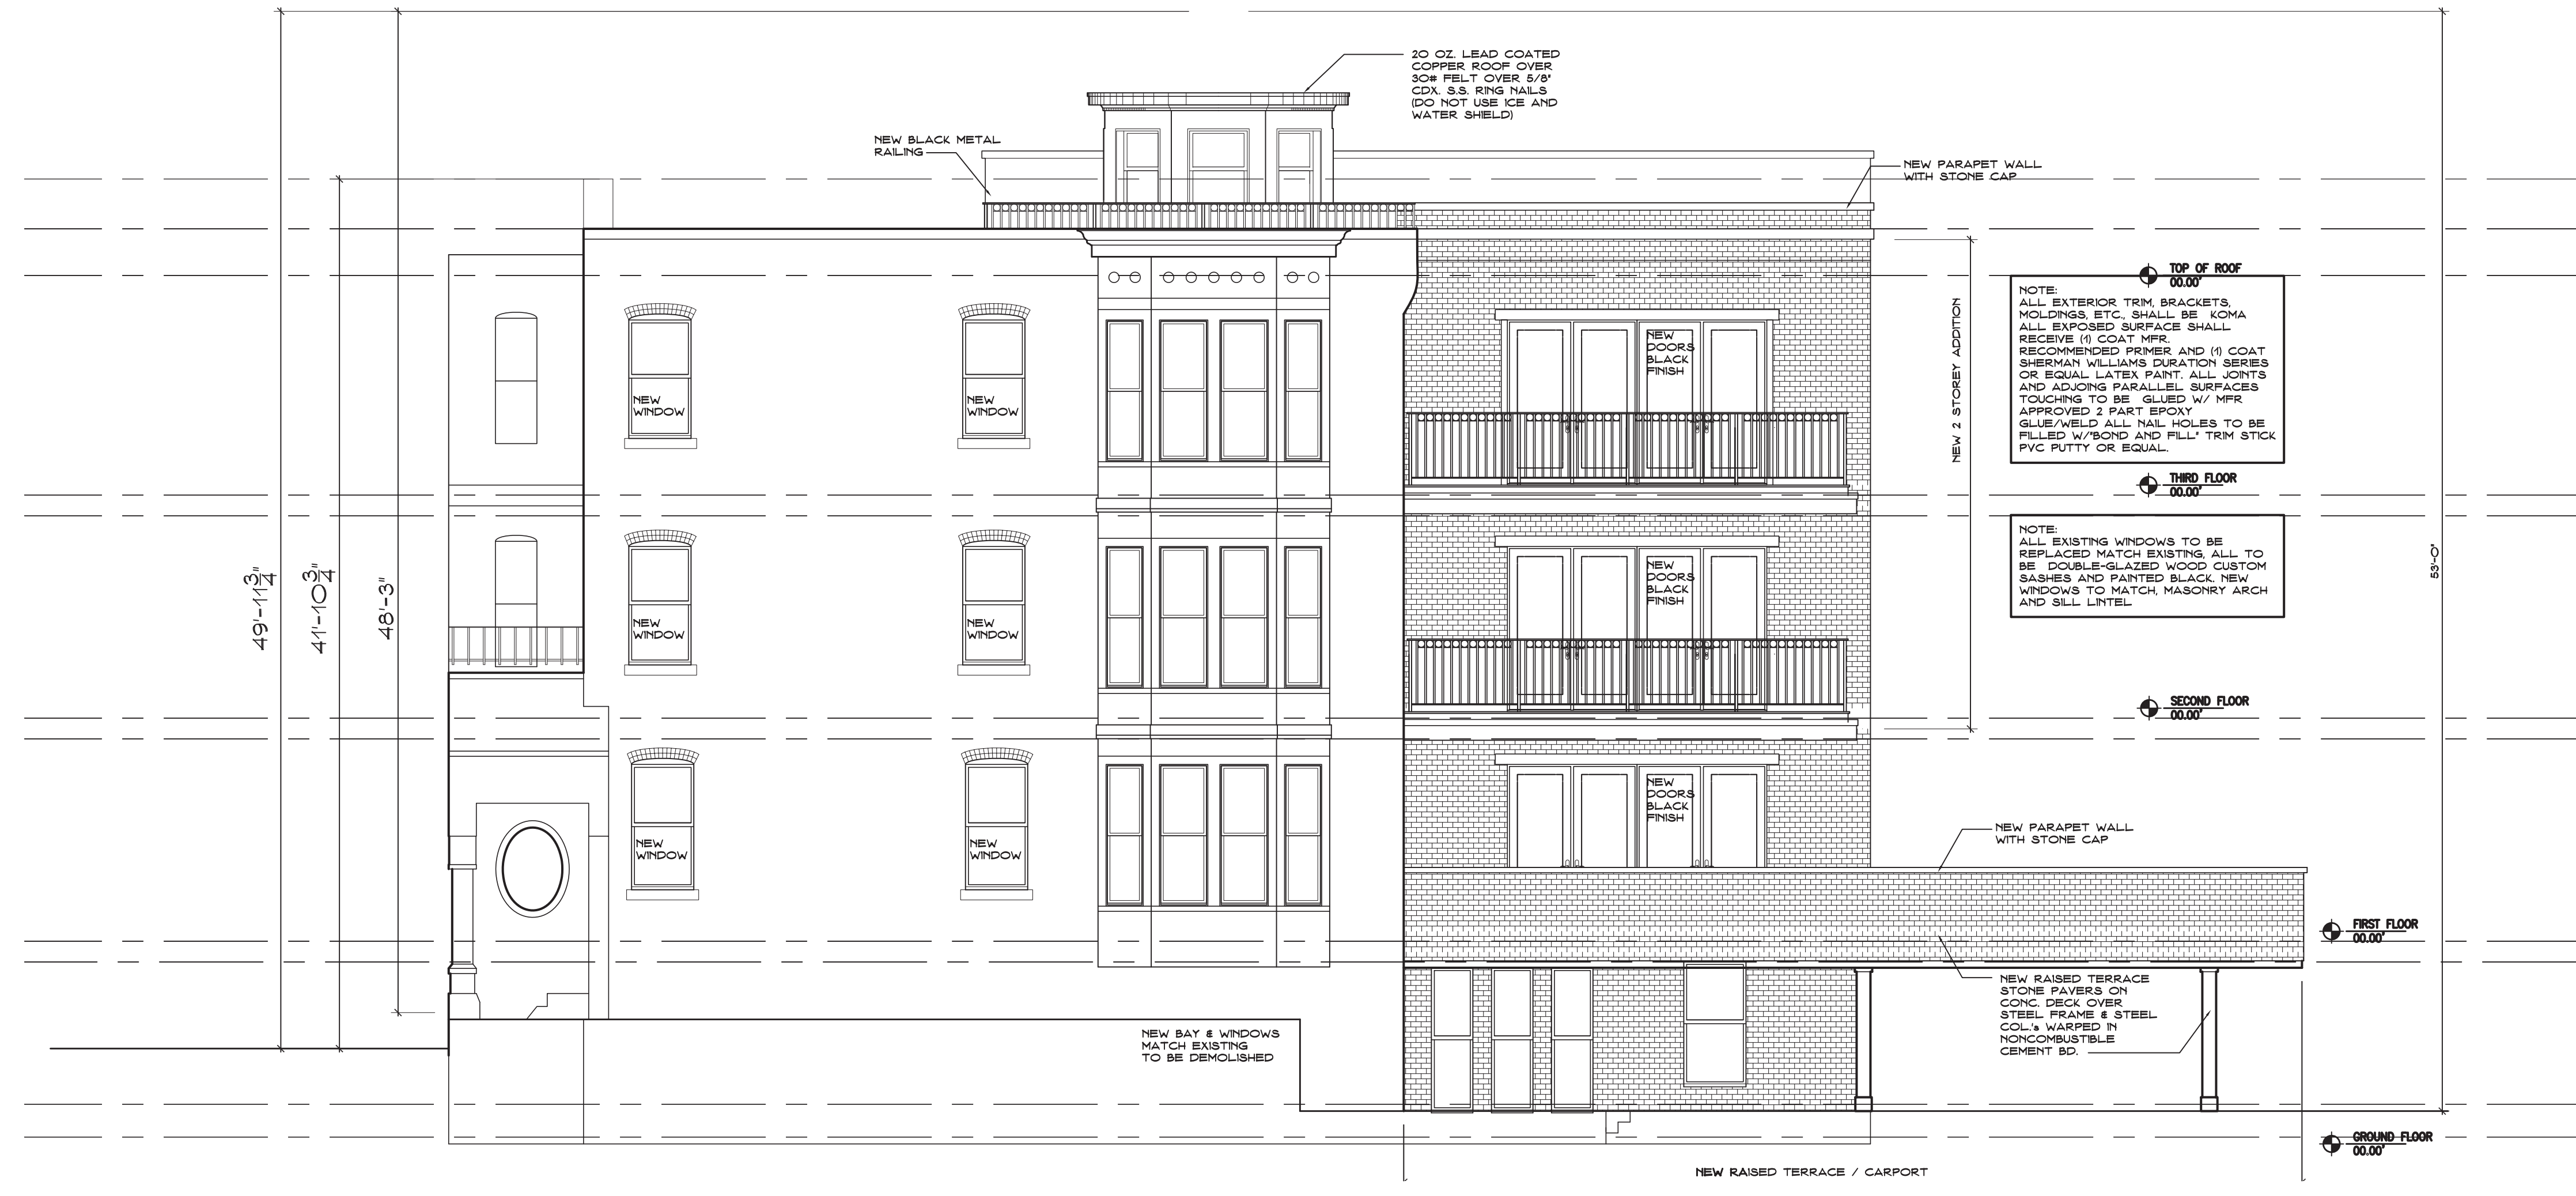 20 OZ. LEAD COATED
COPPER ROOF OVER
30# FELT OVER 5/8"
CDX. S.S. RING NAILS
(DO NOT USE ICE AND
WATER SHIELD)
NEW BLACK METAL
RAILING
NEW PARAPET WALL
WITH STONE CAP
TOP OF ROOF
00.00'
NOTE:
ALL EXTERIOR TRIM, BRACKETS,
MOLDINGS, ETC., SHALL BE KOMA
ALL EXPOSED SURFACE SHALL
RECEIVE (1) COAT MFR.
RECOMMENDED PRIMER AND (1) COAT
SHERMAN WILLIAMS DURATION SERIES
OR EQUAL LATEX PAINT. ALL JOINTS
AND ADJOING PARALLEL SURFACES
TOUCHING TO BE GLUED W/ MFR
APPROVED 2 PART EPOXY
GLUE/WELD ALL NAIL HOLES TO BE
FILLED W/"BOND AND FILL" TRIM STICK
PVC PUTTY OR EQUAL.
NEW 2 STOREY ADDITION
NEW
DOORS
BLACK
FINISH
NEW
WINDOW
NEW
WINDOW
THIRD FLOOR
00.00'
NOTE:
ALL EXISTING WINDOWS TO BE
REPLACED MATCH EXISTING, ALL TO
BE DOUBLE-GLAZED WOOD CUSTOM
SASHES AND PAINTED BLACK. NEW
WINDOWS TO MATCH, MASONRY ARCH
AND SILL LINTEL
49'-11 3/4"
41'-10 3/4"
48'-3"
53'-0"
NEW
DOORS
BLACK
FINISH
NEW
WINDOW
NEW
WINDOW
SECOND FLOOR
00.00'
NEW
DOORS
BLACK
FINISH
NEW
WINDOW
NEW
WINDOW
NEW PARAPET WALL
WITH STONE CAP
FIRST FLOOR
00.00'
NEW RAISED TERRACE
STONE PAVERS ON
CONC. DECK OVER
STEEL FRAME & STEEL
COL.'s WARPED IN
NONCOMBUSTIBLE
CEMENT BD.
NEW BAY & WINDOWS
MATCH EXISTING
TO BE DEMOLISHED
GROUND FLOOR
00.00'
NEW RAISED TERRACE / CARPORT